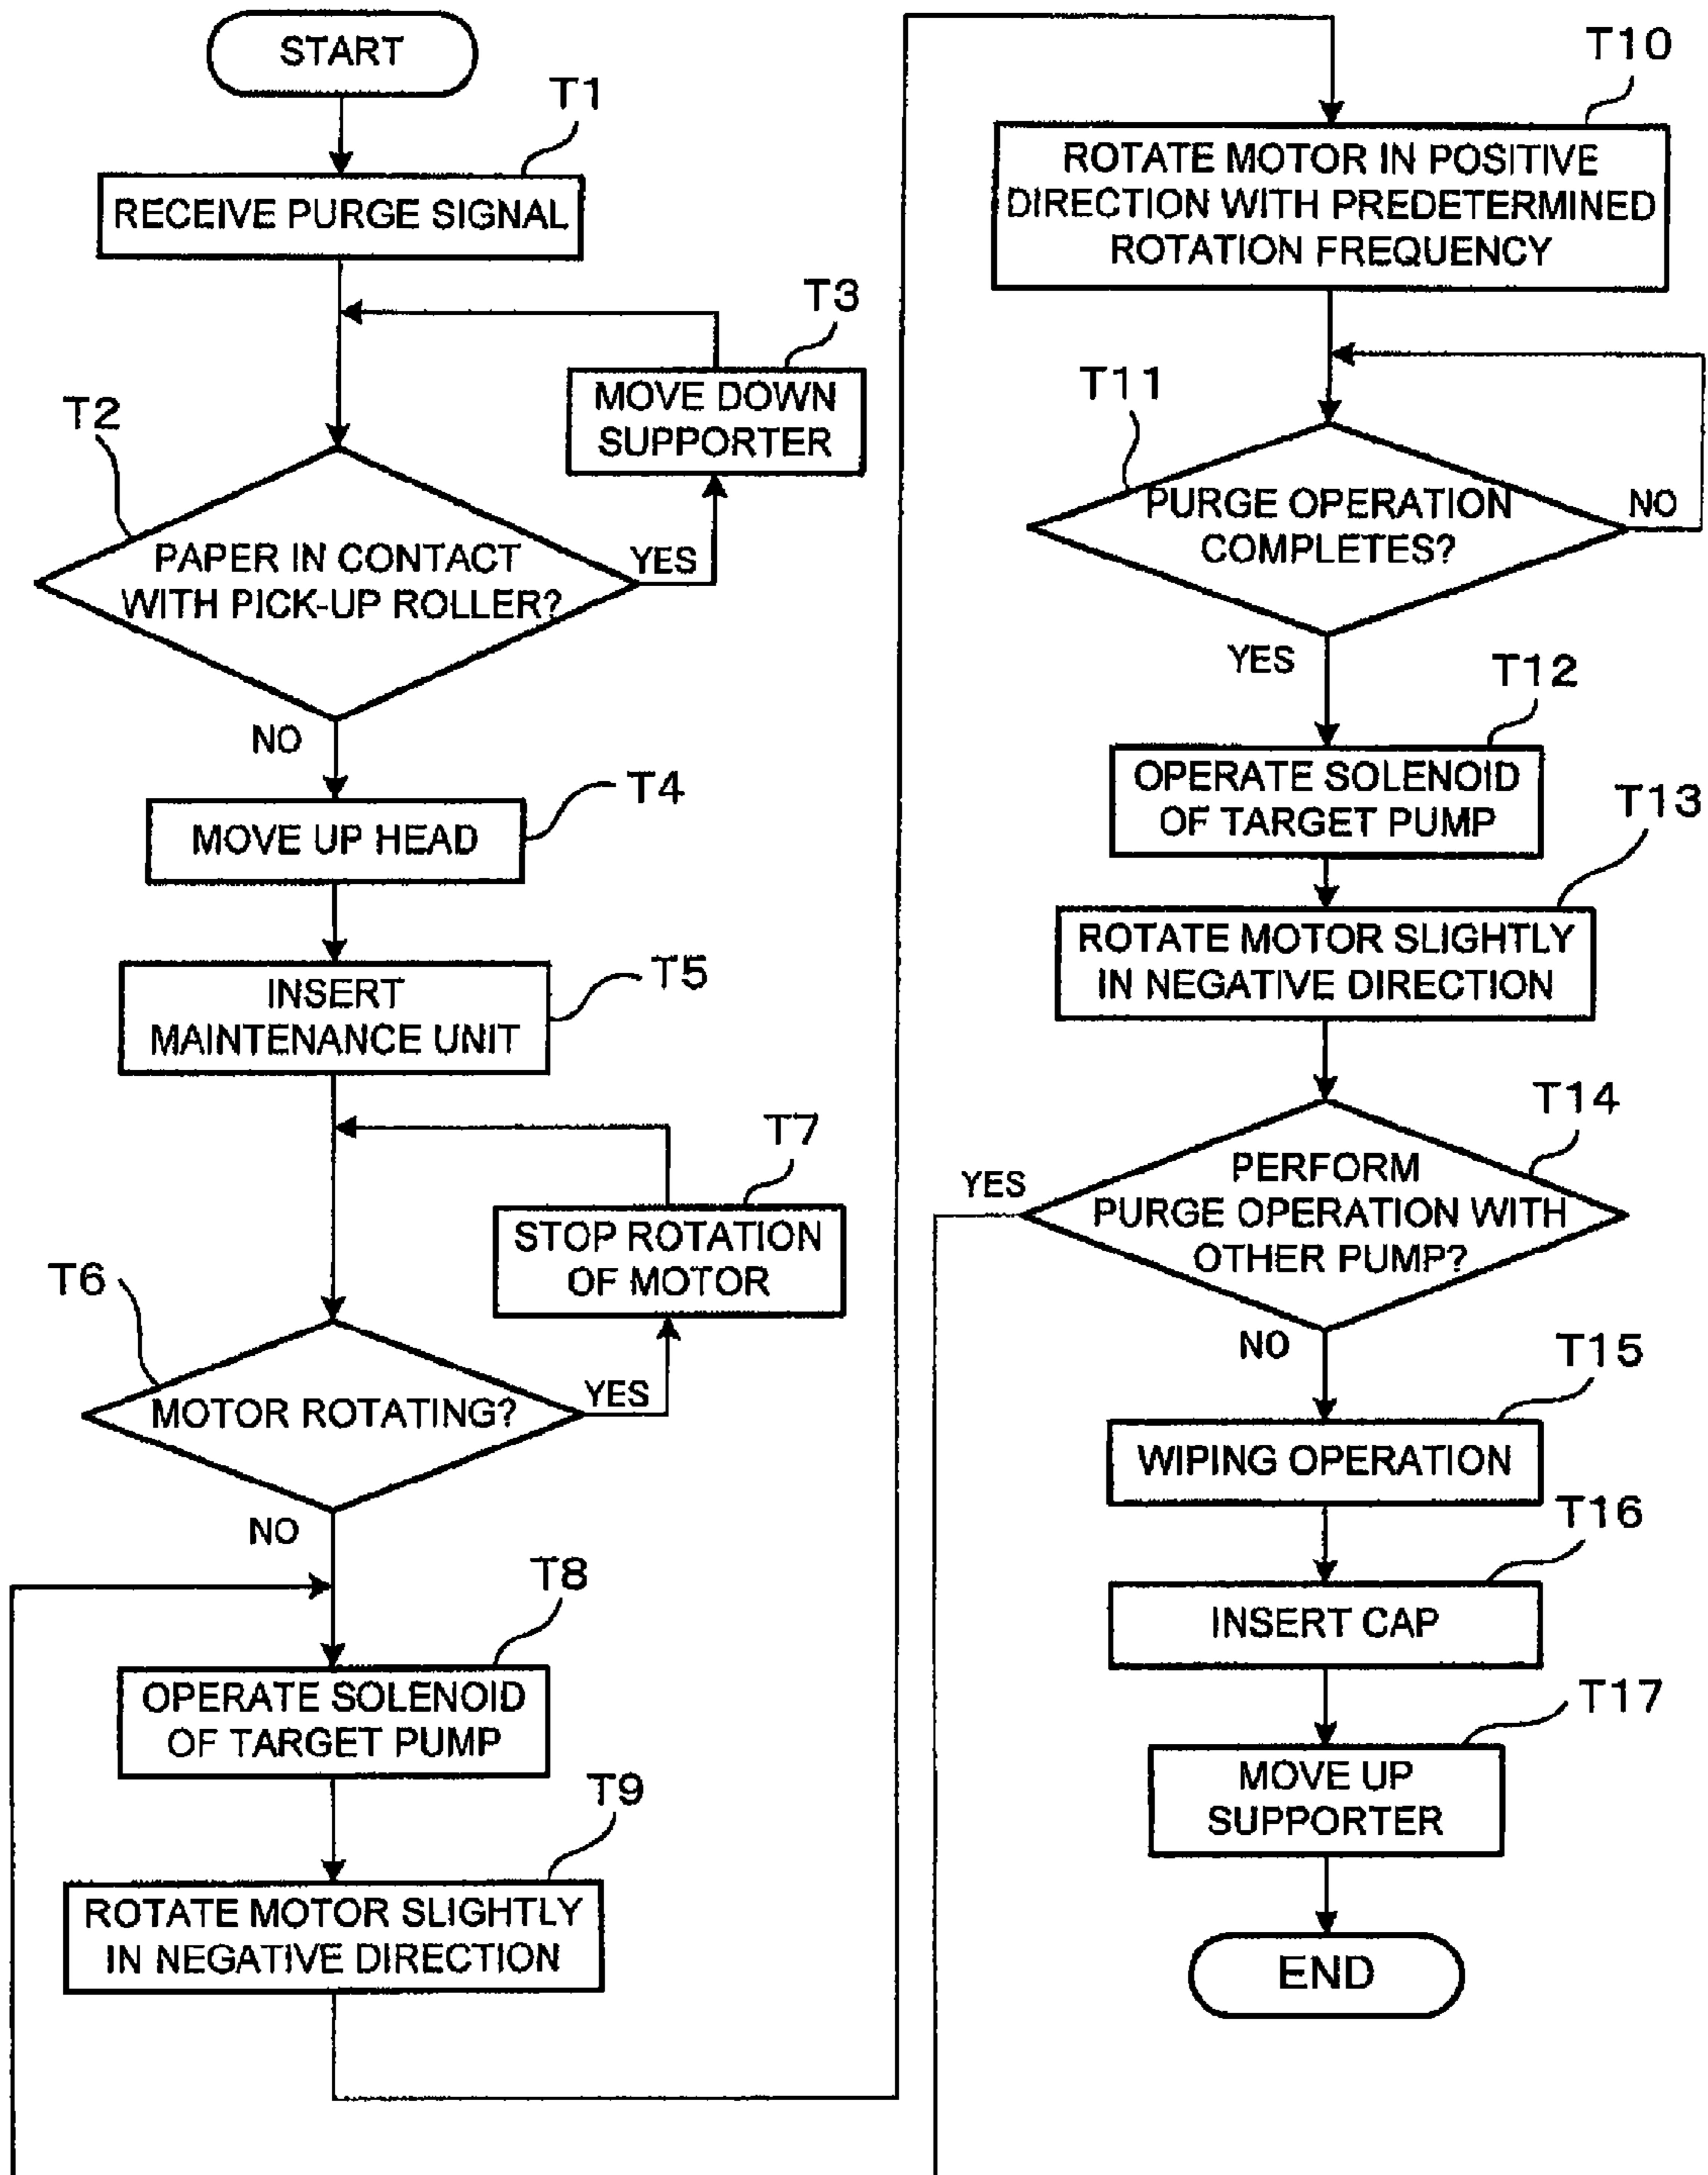 START
T1
RECEIVE PURGE SIGNAL
T3
MOVE DOWN
SUPPORTER
T2
PAPER IN CONTACT
WITH PICK-UP ROLLER?
YES
NO
T4
MOVE UP HEAD
T5
INSERT
MAINTENANCE UNIT
T7
STOP ROTATION
OF MOTOR
T6
MOTOR ROTATING?
YES
NO
T8
OPERATE SOLENOID
OF TARGET PUMP
T9
ROTATE MOTOR SLIGHTLY
IN NEGATIVE DIRECTION
T10
ROTATE MOTOR IN POSITIVE
DIRECTION WITH PREDETERMINED
ROTATION FREQUENCY
T11
PURGE OPERATION
COMPLETES?
NO
YES
T12
OPERATE SOLENOID
OF TARGET PUMP
T13
ROTATE MOTOR SLIGHTLY
IN NEGATIVE DIRECTION
T14
YES
PERFORM
PURGE OPERATION WITH
OTHER PUMP?
NO
T15
WIPING OPERATION
T16
INSERT CAP
T17
MOVE UP
SUPPORTER
END